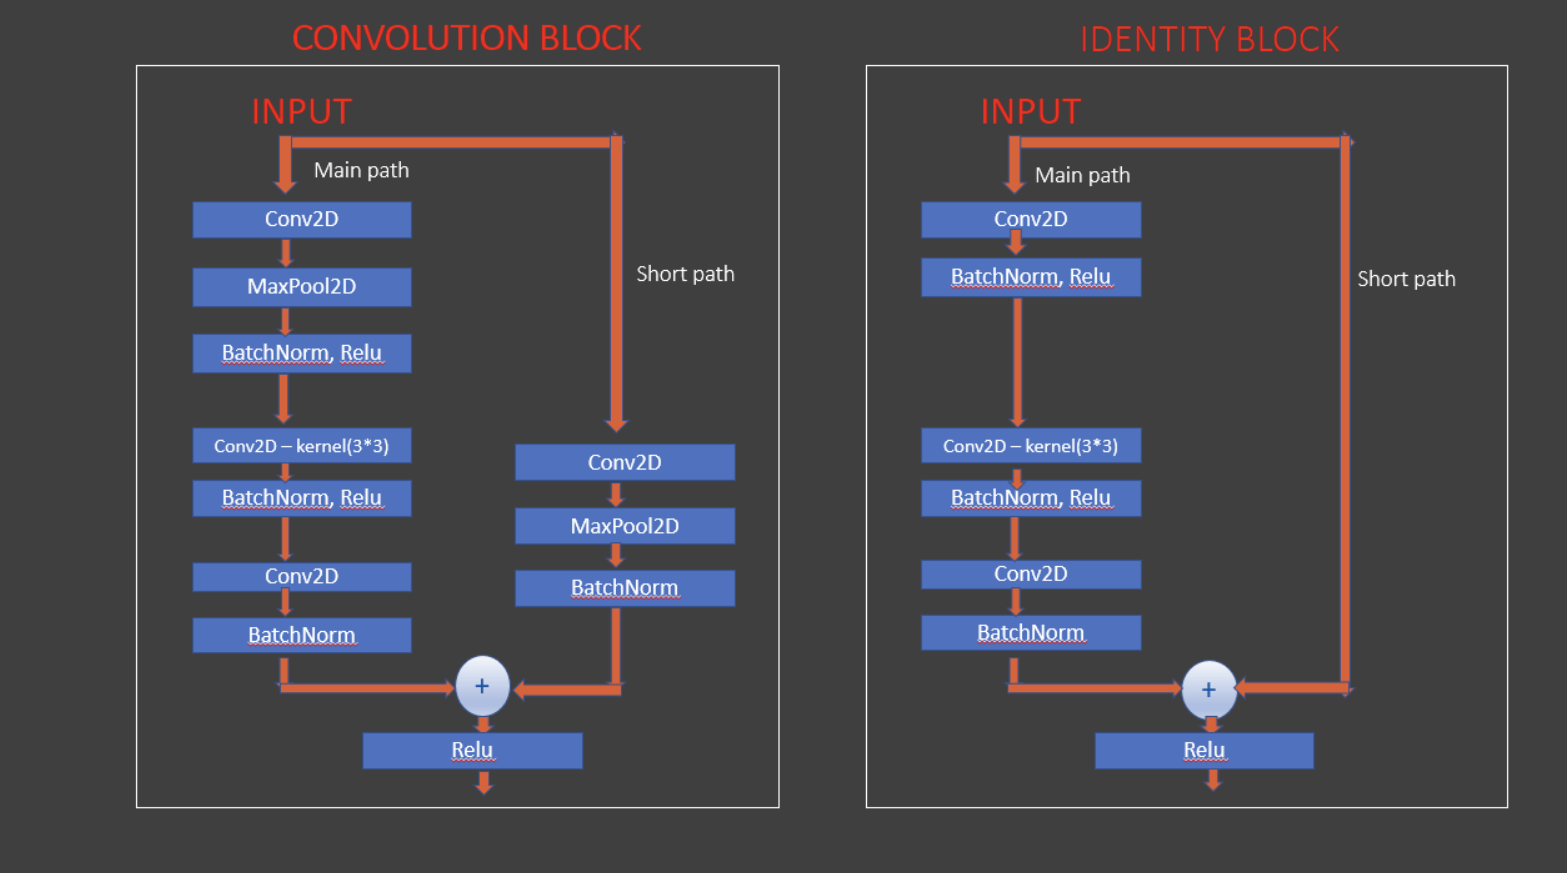 CONVOLUTION BLOCK
INPUT
Main path
Conv2D
MaxPool2D
BatchNorm, Relu
Conv2D – kernel(3*3)
BatchNorm, Relu
Conv2D
BatchNorm
Short path
Conv2D
MaxPool2D
BatchNorm
+
Relu
IDENTITY BLOCK
INPUT
Main path
Conv2D
BatchNorm, Relu
Conv2D – kernel(3*3)
BatchNorm, Relu
Conv2D
BatchNorm
Short path
+
Relu